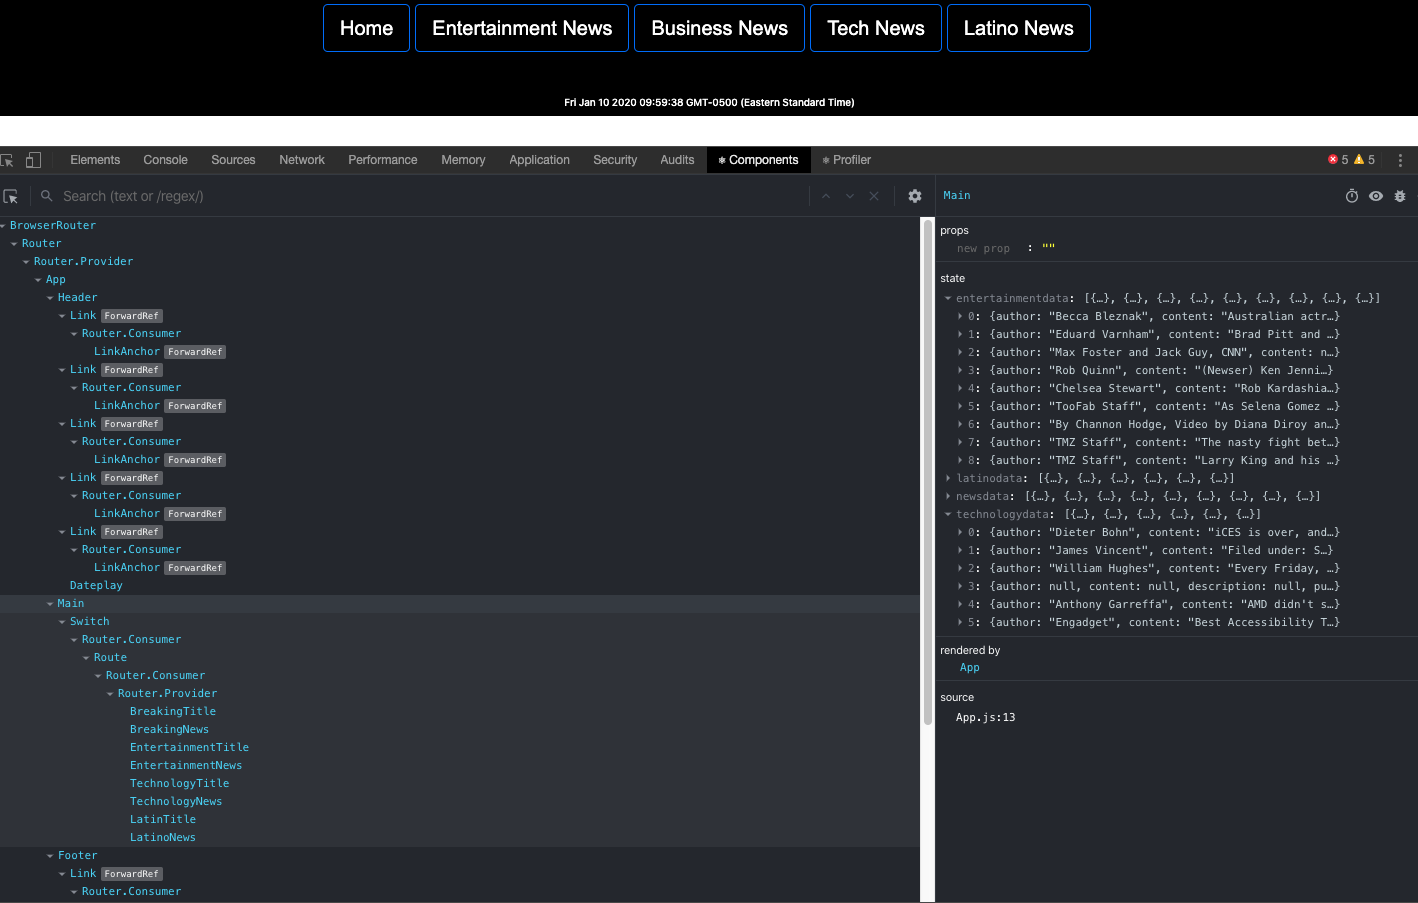 Home Entertainment News Business News Tech News Latino News
Fri Jan 10 2020 09:59:38 GMT-0500 (Eastern Standard Time)
Elements Console Sources Network Performance Memory Application Security Audits Components Profiler 5 5
Search (text or /regex/)
BrowserRouter
Router
Router.Provider
App
Header
Link ForwardRef
Router.Consumer
LinkAnchor ForwardRef
Link ForwardRef
Router.Consumer
LinkAnchor ForwardRef
Link ForwardRef
Router.Consumer
LinkAnchor ForwardRef
Link ForwardRef
Router.Consumer
LinkAnchor ForwardRef
Link ForwardRef
Router.Consumer
LinkAnchor ForwardRef
Dateplay
Main
Switch
Router.Consumer
Route
Router.Consumer
Router.Provider
BreakingTitle
BreakingNews
EntertainmentTitle
EntertainmentNews
TechnologyTitle
TechnologyNews
LatinTitle
LatinoNews
Footer
Link ForwardRef
Router.Consumer
Main
props
new prop : ""
state
entertainmentdata: [{…}, {…}, {…}, {…}, {…}, {…}, {…}, {…}, {…}]
0: {author: "Becca Bleznak", content: "Australian actr…}
1: {author: "Eduard Varnham", content: "Brad Pitt and …}
2: {author: "Max Foster and Jack Guy, CNN", content: n…}
3: {author: "Rob Quinn", content: "(Newser) Ken Jenni…}
4: {author: "Chelsea Stewart", content: "Rob Kardashia…}
5: {author: "TooFab Staff", content: "As Selena Gomez …}
6: {author: "By Channon Hodge, Video by Diana Diroy an…}
7: {author: "TMZ Staff", content: "The nasty fight bet…}
8: {author: "TMZ Staff", content: "Larry King and his …}
latinodata: [{…}, {…}, {…}, {…}, {…}, {…}]
newsdata: [{…}, {…}, {…}, {…}, {…}, {…}, {…}, {…}, {…}]
technologydata: [{…}, {…}, {…}, {…}, {…}, {…}]
0: {author: "Dieter Bohn", content: "iCES is over, and…}
1: {author: "James Vincent", content: "Filed under: S…}
2: {author: "William Hughes", content: "Every Friday, …}
3: {author: null, content: null, description: null, pu…}
4: {author: "Anthony Garreffa", content: "AMD didn't s…}
5: {author: "Engadget", content: "Best Accessibility T…}
rendered by
App
source
App.js:13